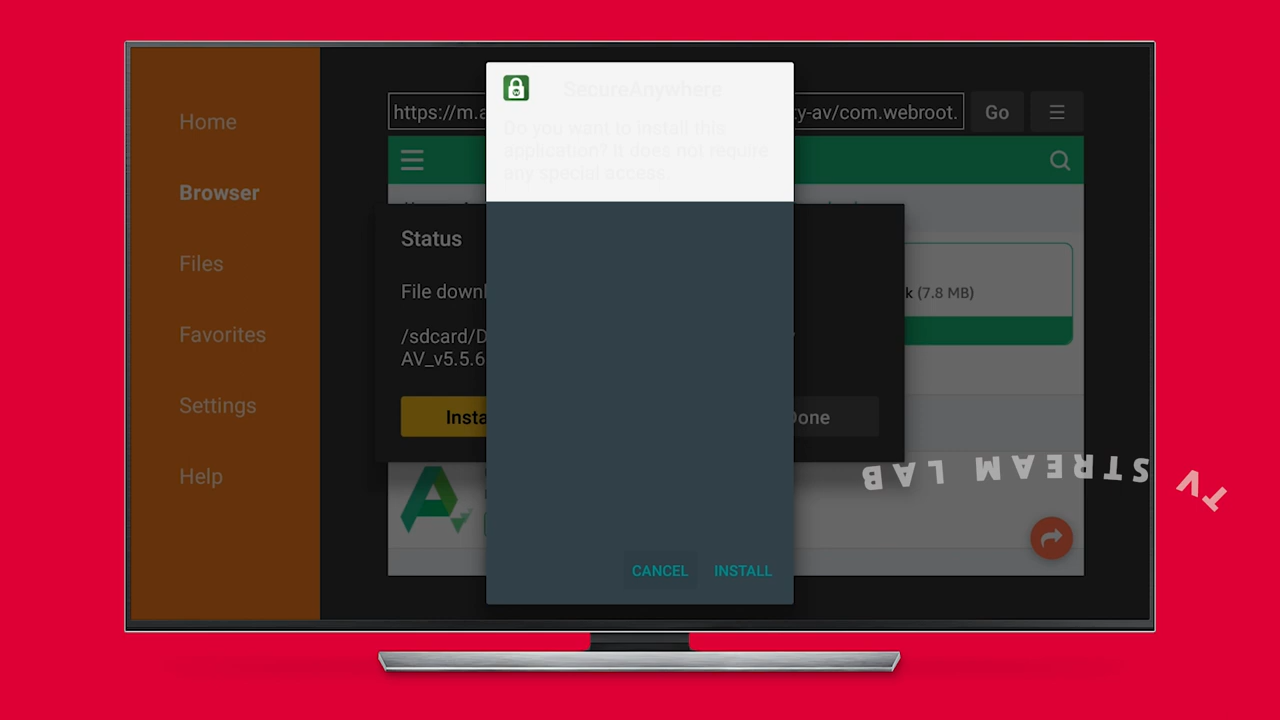 Home
Browser
Files
Favorites
Settings
Help
https://m.a
y-av/com.webroot.
Go
SecureAnywhere
Do you want to install this
application? It does not require
any special access.
Status
File downl
/sdcard/D
AV_v5.5.6
Insta
Done
k (7.8 MB)
CANCEL
INSTALL
TV STREAM LAB